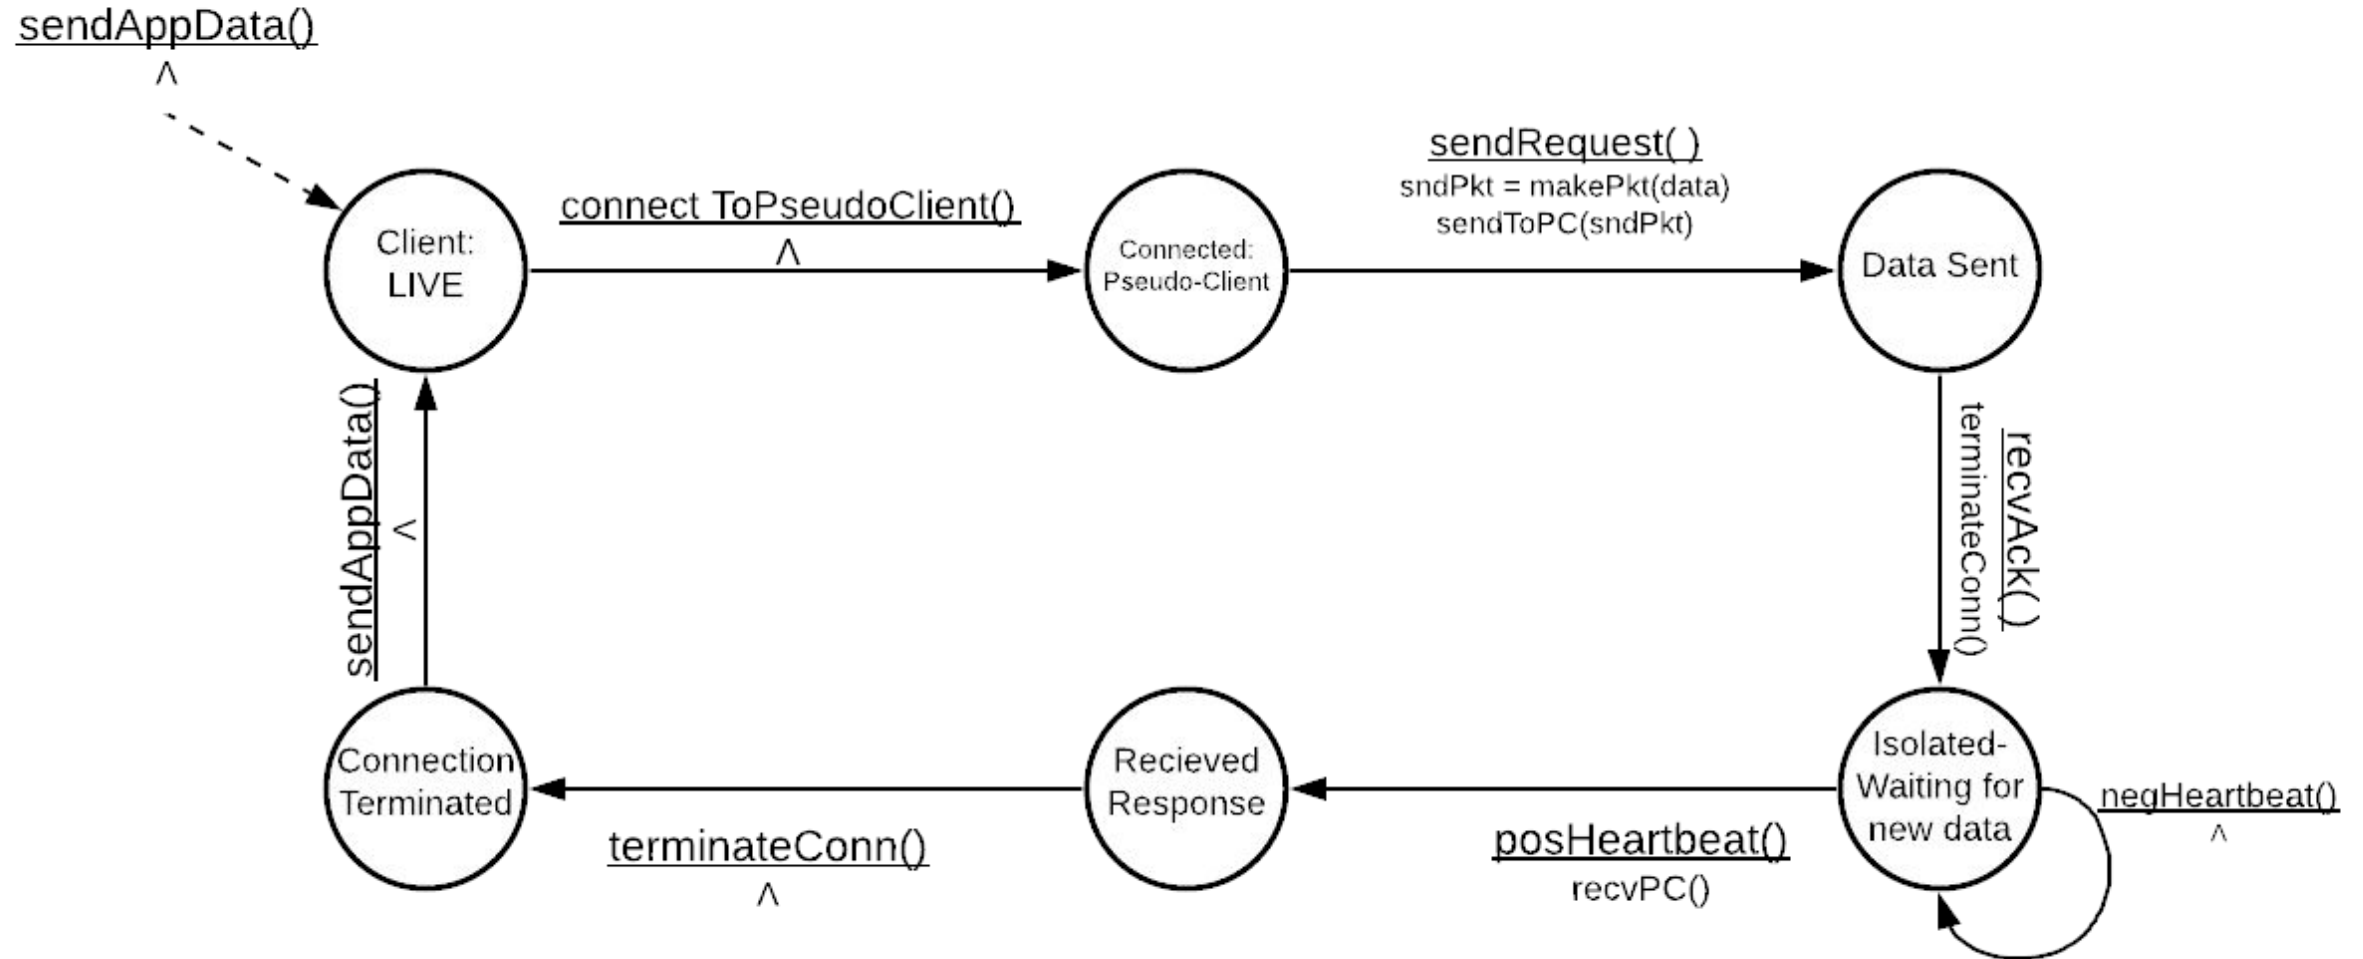 sendAppData()
^
Client:
LIVE
connect ToPseudoClient()
^
Connected:
Pseudo-Client
sendRequest( )
sndPkt = makePkt(data)
sendToPC(sndPkt)
Data Sent
recvAck( )
terminateConn()
Isolated-
Waiting for
new data
negHeartbeat()
^
posHeartbeat()
recvPC()
Recieved
Response
terminateConn()
^
Connection
Terminated
sendAppData()
^